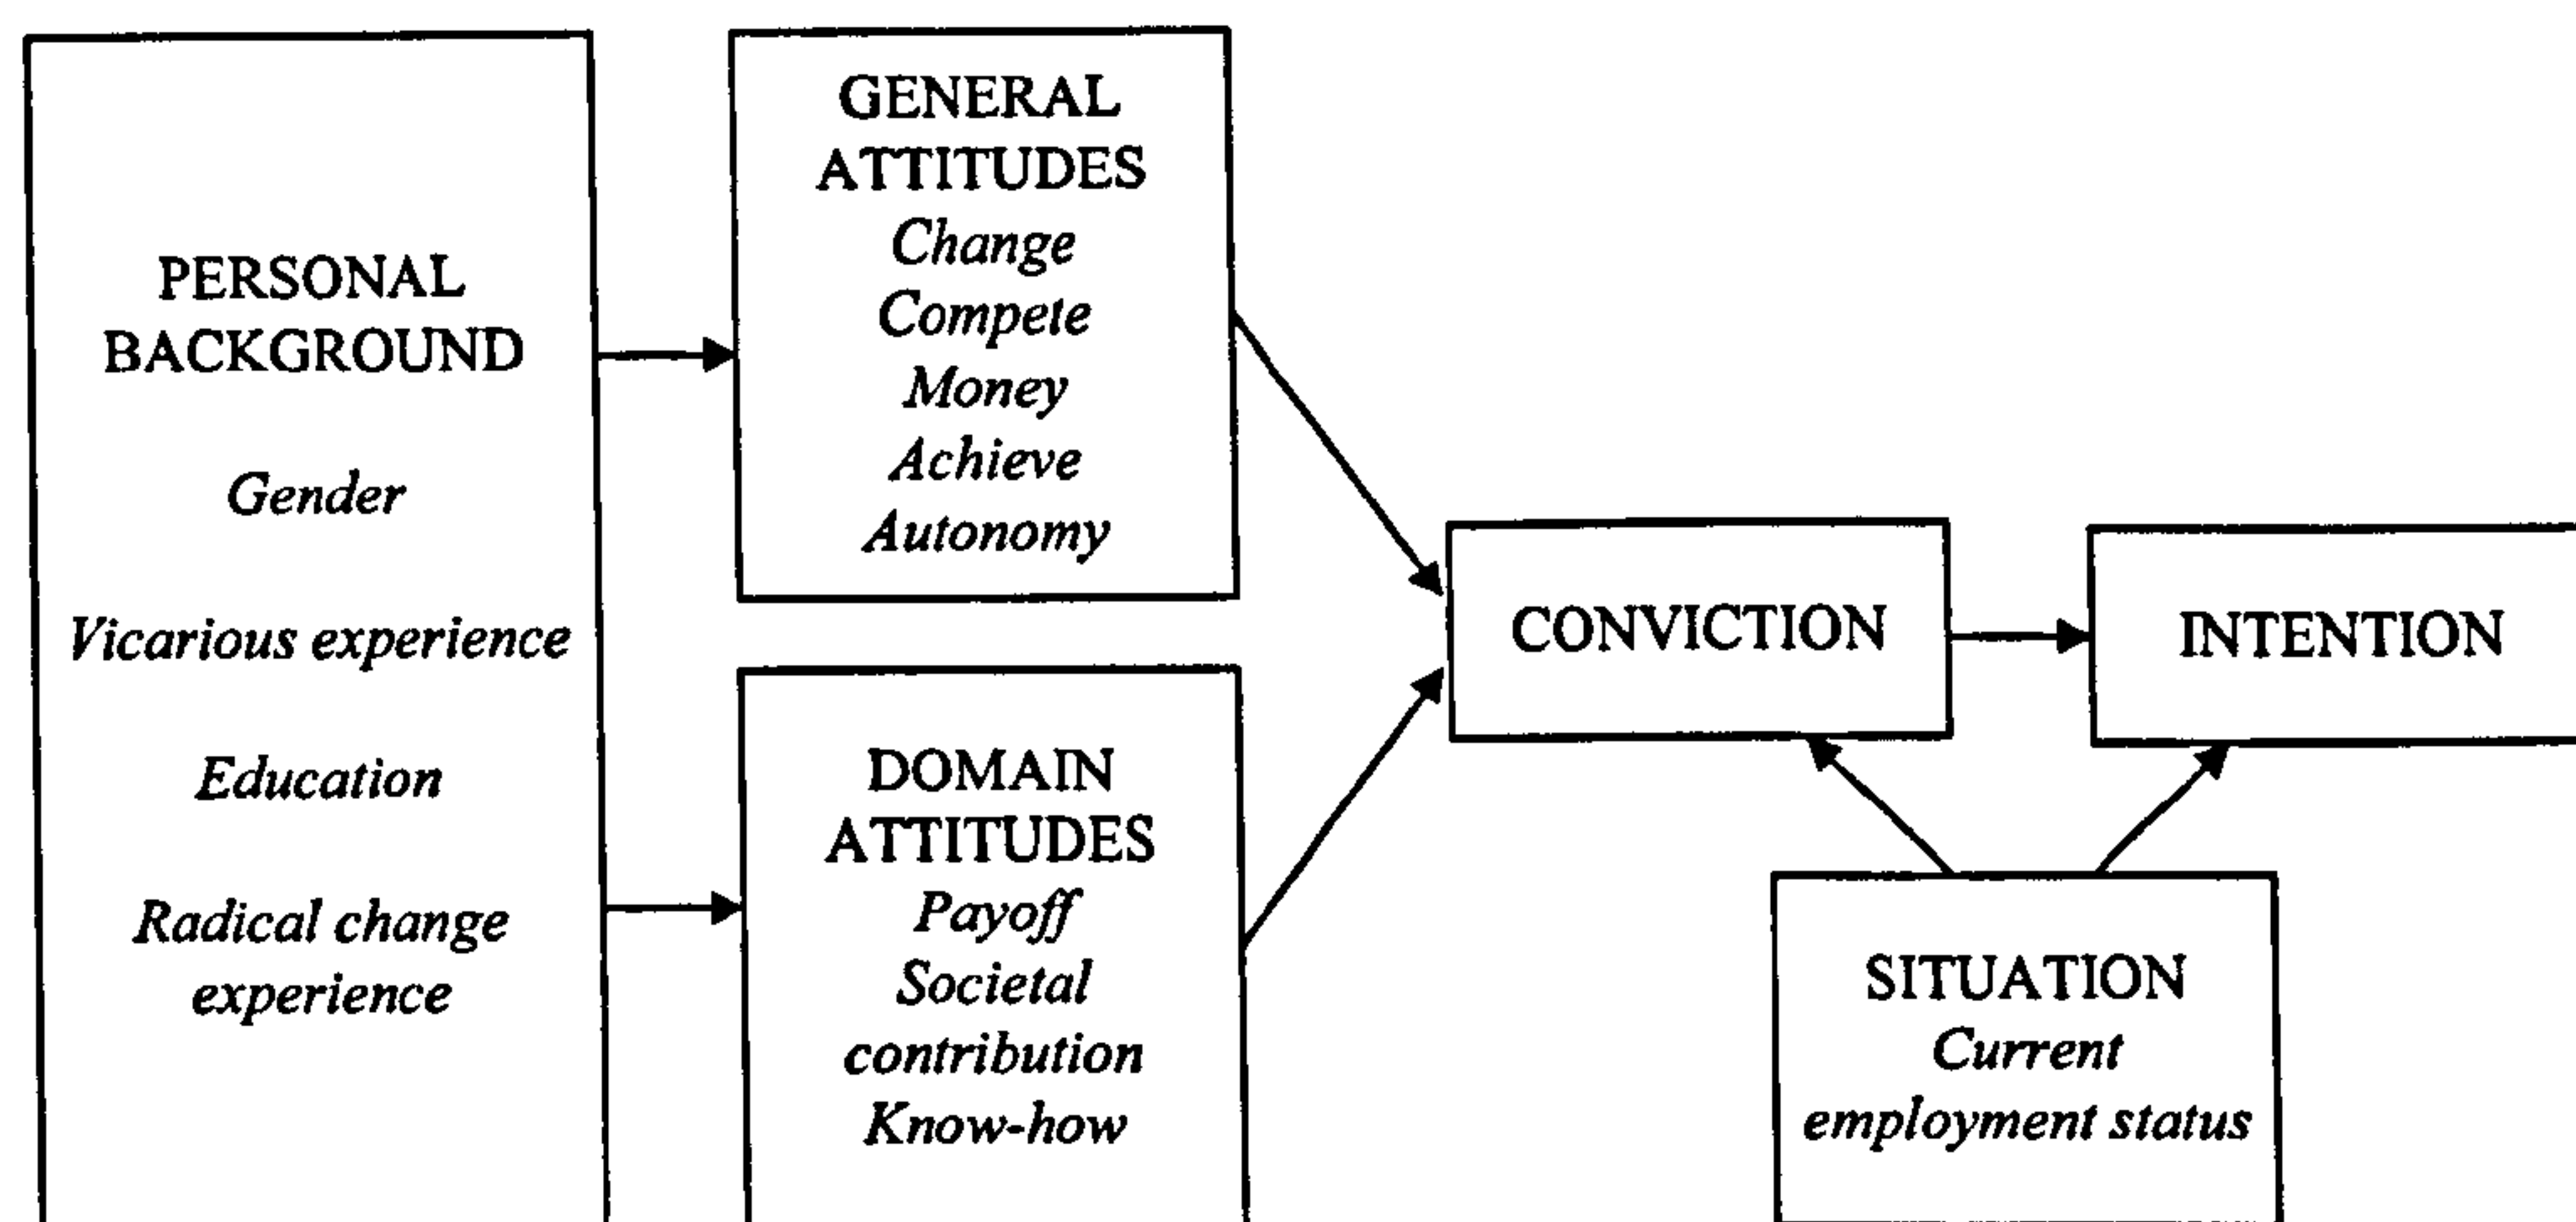 PERSONAL
BACKGROUND
Gender
Vicarious experience
Education
Radical change
experience
GENERAL
ATTITUDES
Change
Compete
Money
Achieve
Autonomy
DOMAIN
ATTITUDES
Payoff
Societal
contribution
Know-how
CONVICTION
INTENTION
SITUATION
Current
employment status